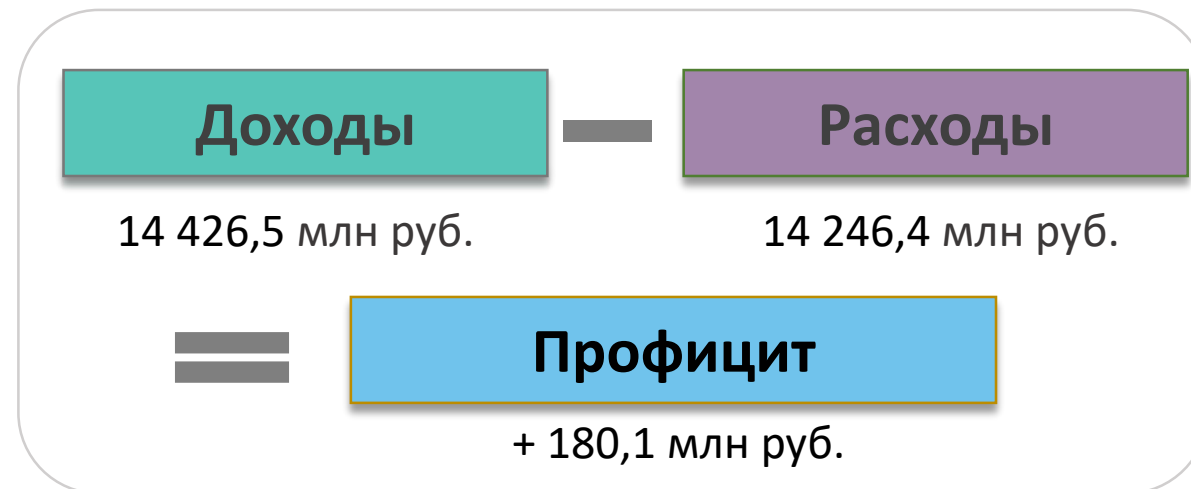 Доходы
Расходы
14 426,5 млн руб.
14 246,4 млн руб.
Профицит
+ 180,1 млн руб.